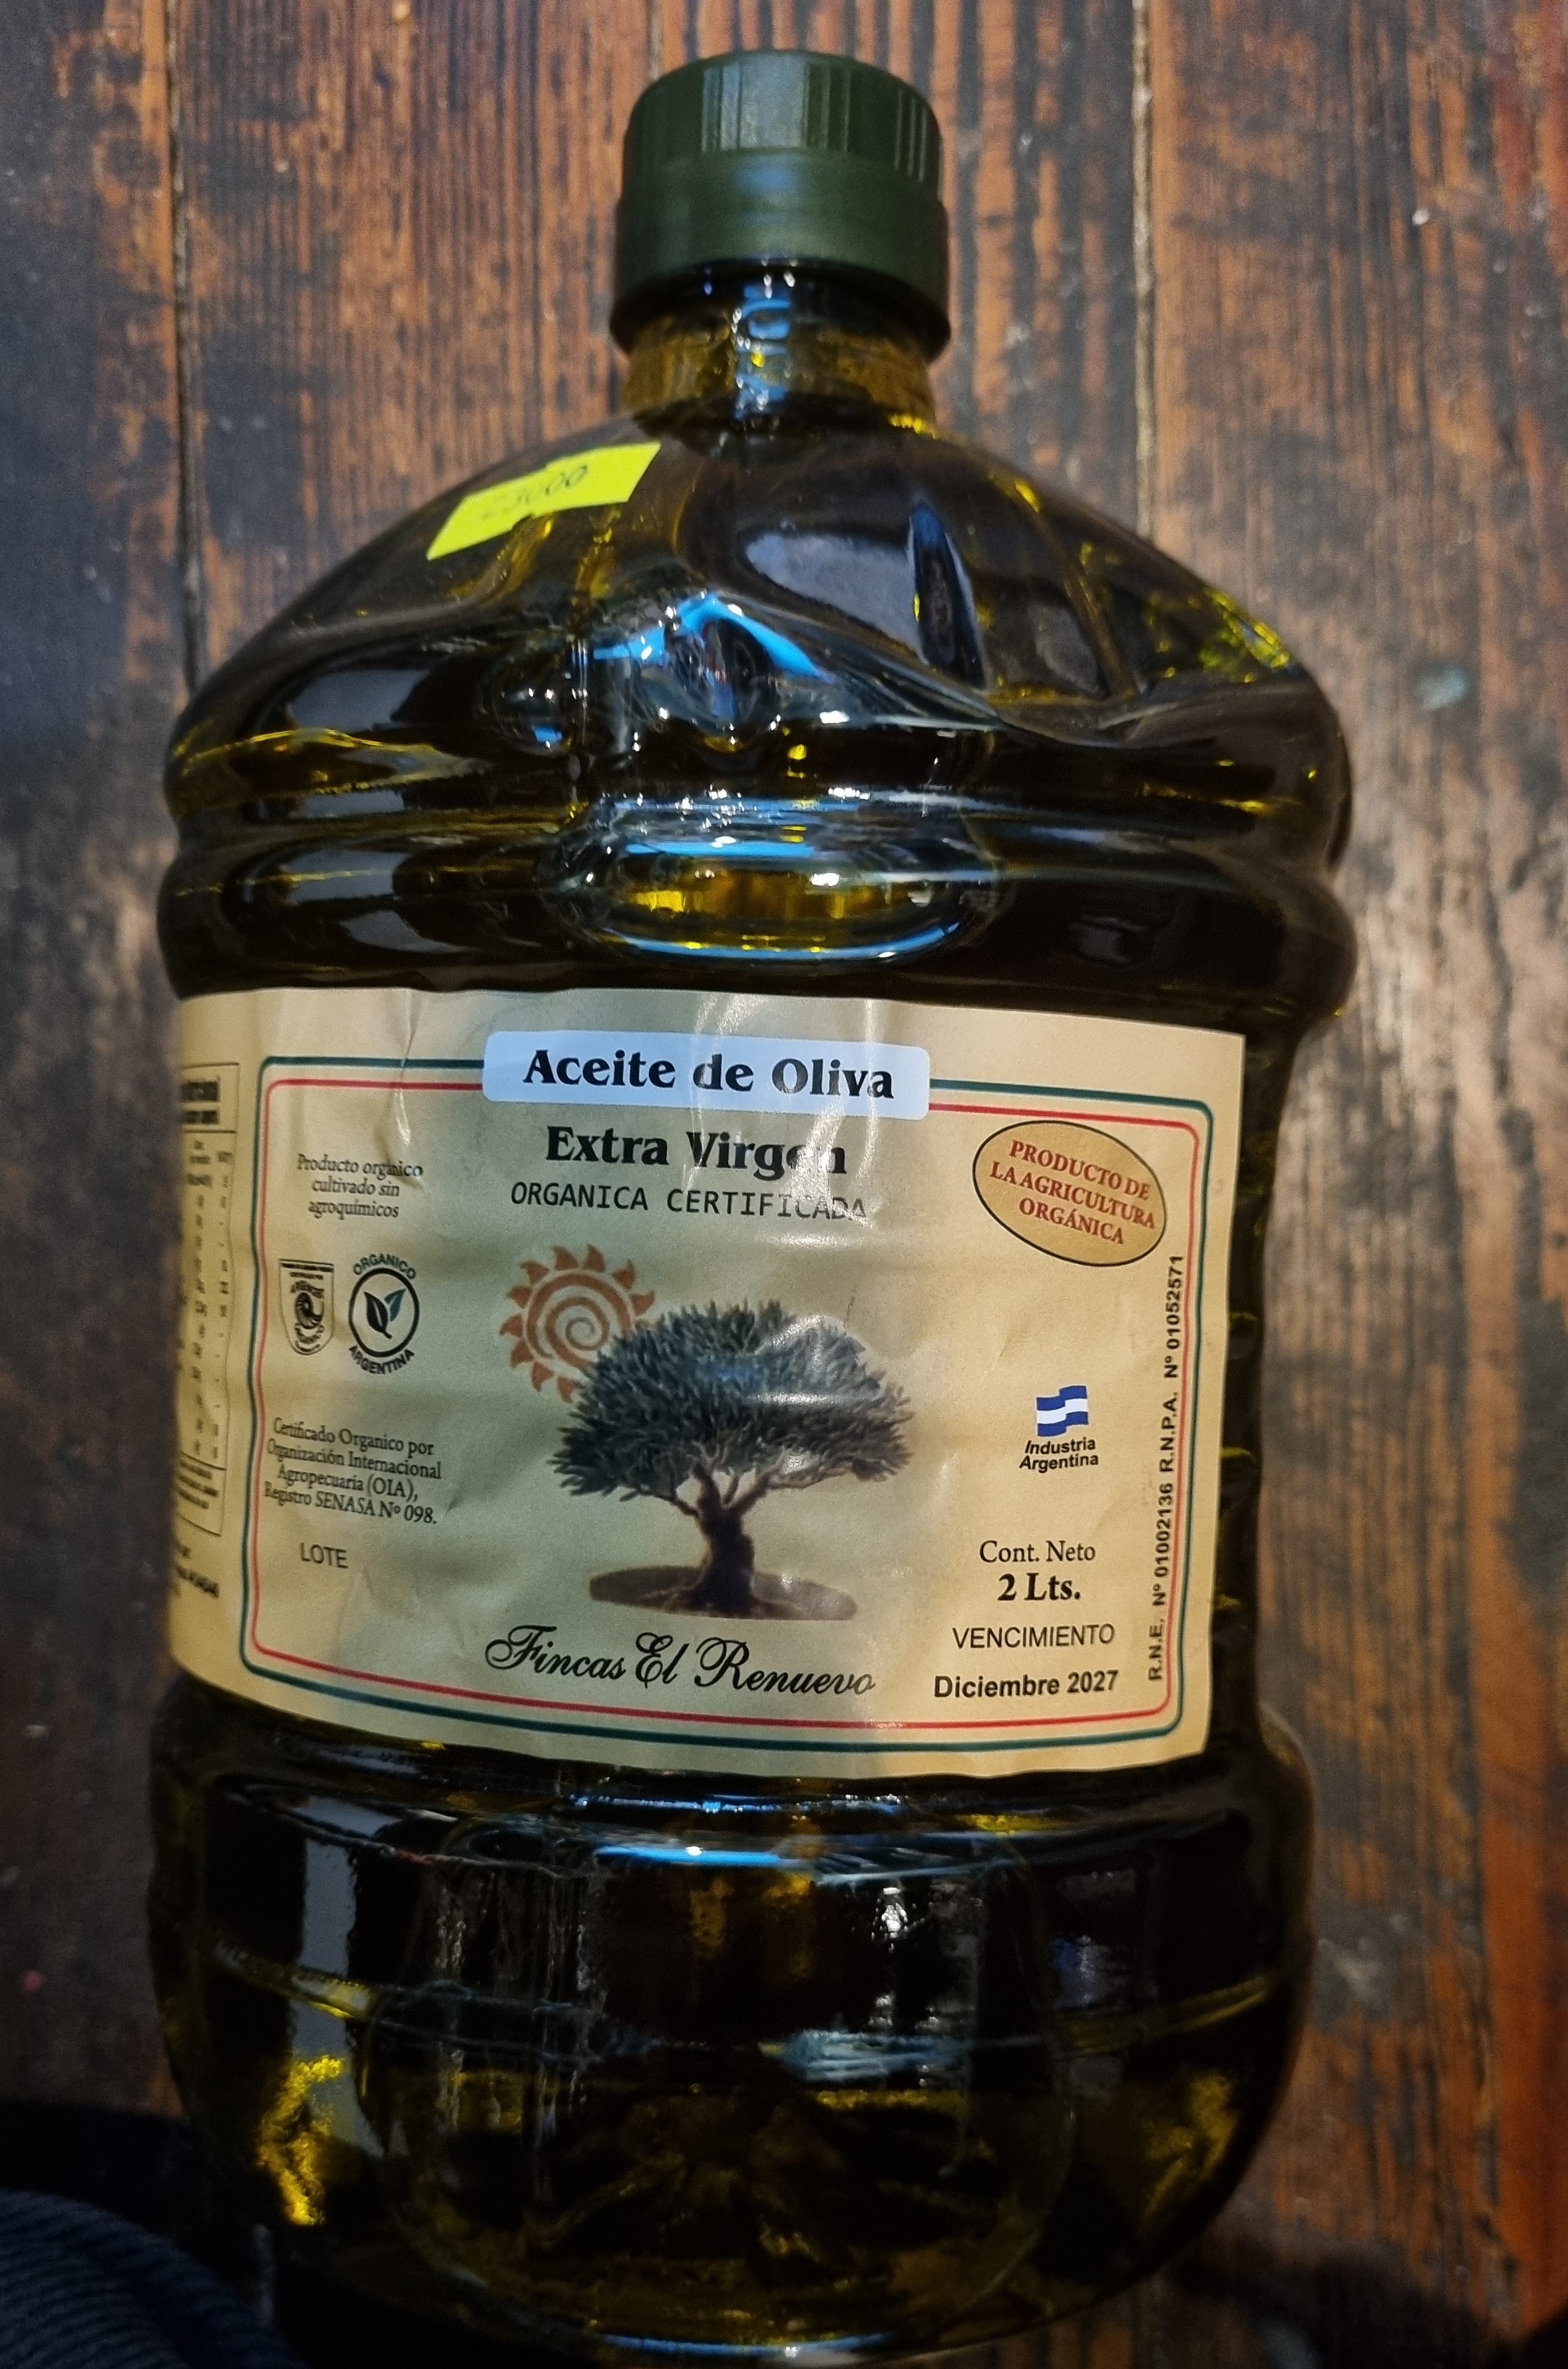 Aceite de Oliva
Extra Virgen
ORGANICA CERTIFICADA
Producto orgánico
cultivado sin
agroquímicos
PRODUCTO DE
LA AGRICULTURA
ORGÁNICA
ORGANICO
ARGENTINA
Certificado Organico por
Organización Internacional
Agropecuaria (OIA),
Registro SENASA Nº 098.
LOTE
Industria
Argentina
Cont. Neto
2 Lts.
VENCIMIENTO
Diciembre 2027
Fincas El Renuevo
R.N.E. Nº 01002136 R.N.P.A. Nº 01052571